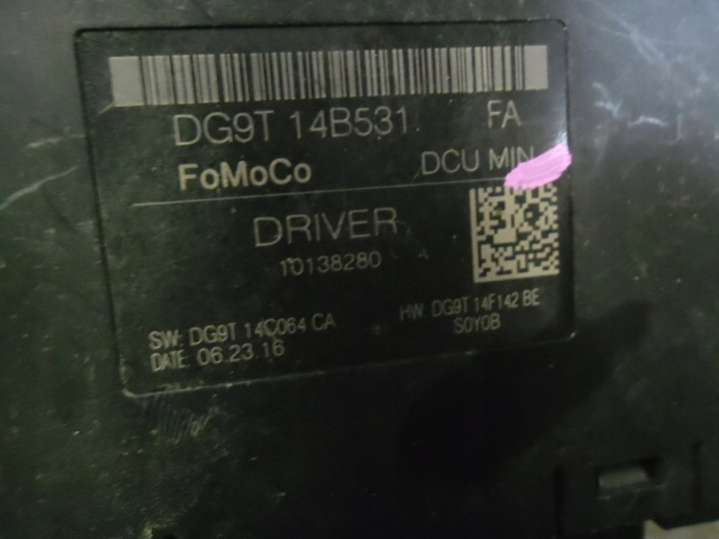 DG9T 14B531 FA
FoMoCo DCU MIN
DRIVER
10138280
SW: DG9T 14C064 CA
DATE: 06.23.16
HW: DG9T 14F142 BE
S0Y0B